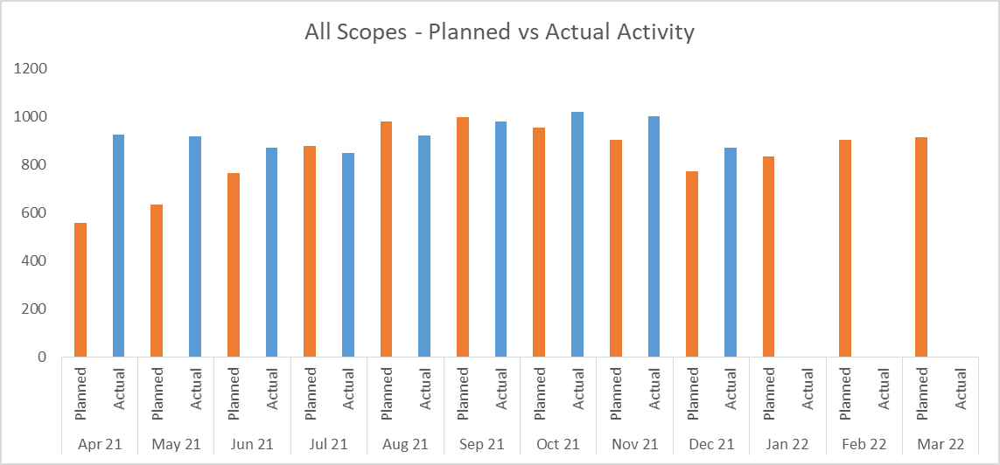 All Scopes - Planned vs Actual Activity
1200
1000
800
600
400
200
0
Planned Actual Planned Actual Planned Actual Planned Actual Planned Actual Planned Actual Planned Actual Planned Actual Planned Actual Planned Actual Planned Actual Planned Actual
Apr 21 May 21 Jun 21 Jul 21 Aug 21 Sep 21 Oct 21 Nov 21 Dec 21 Jan 22 Feb 22 Mar 22